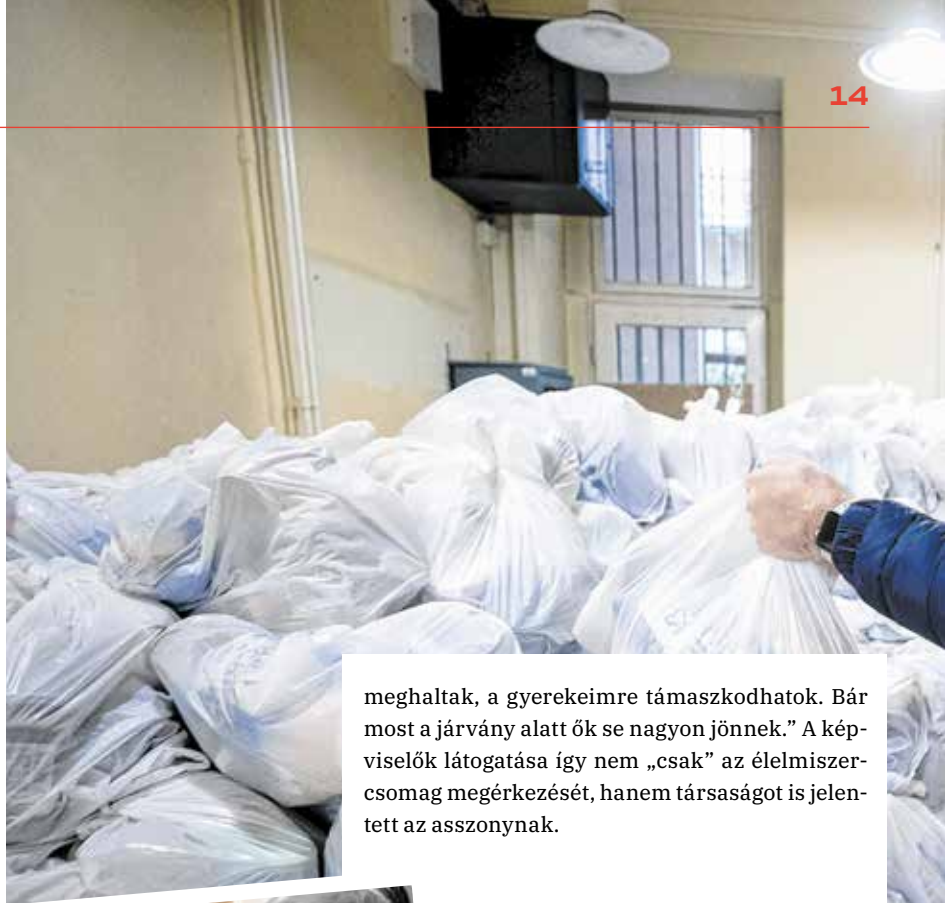 14
meghaltak, a gyerekeimre támaszkodhatok. Bár
most a járvány alatt ők se nagyon jönnek.” A kép-
viselők látogatása így nem „csak” az élelmiszer-
csomag megérkezését, hanem társaságot is jelen-
tett az asszonynak.